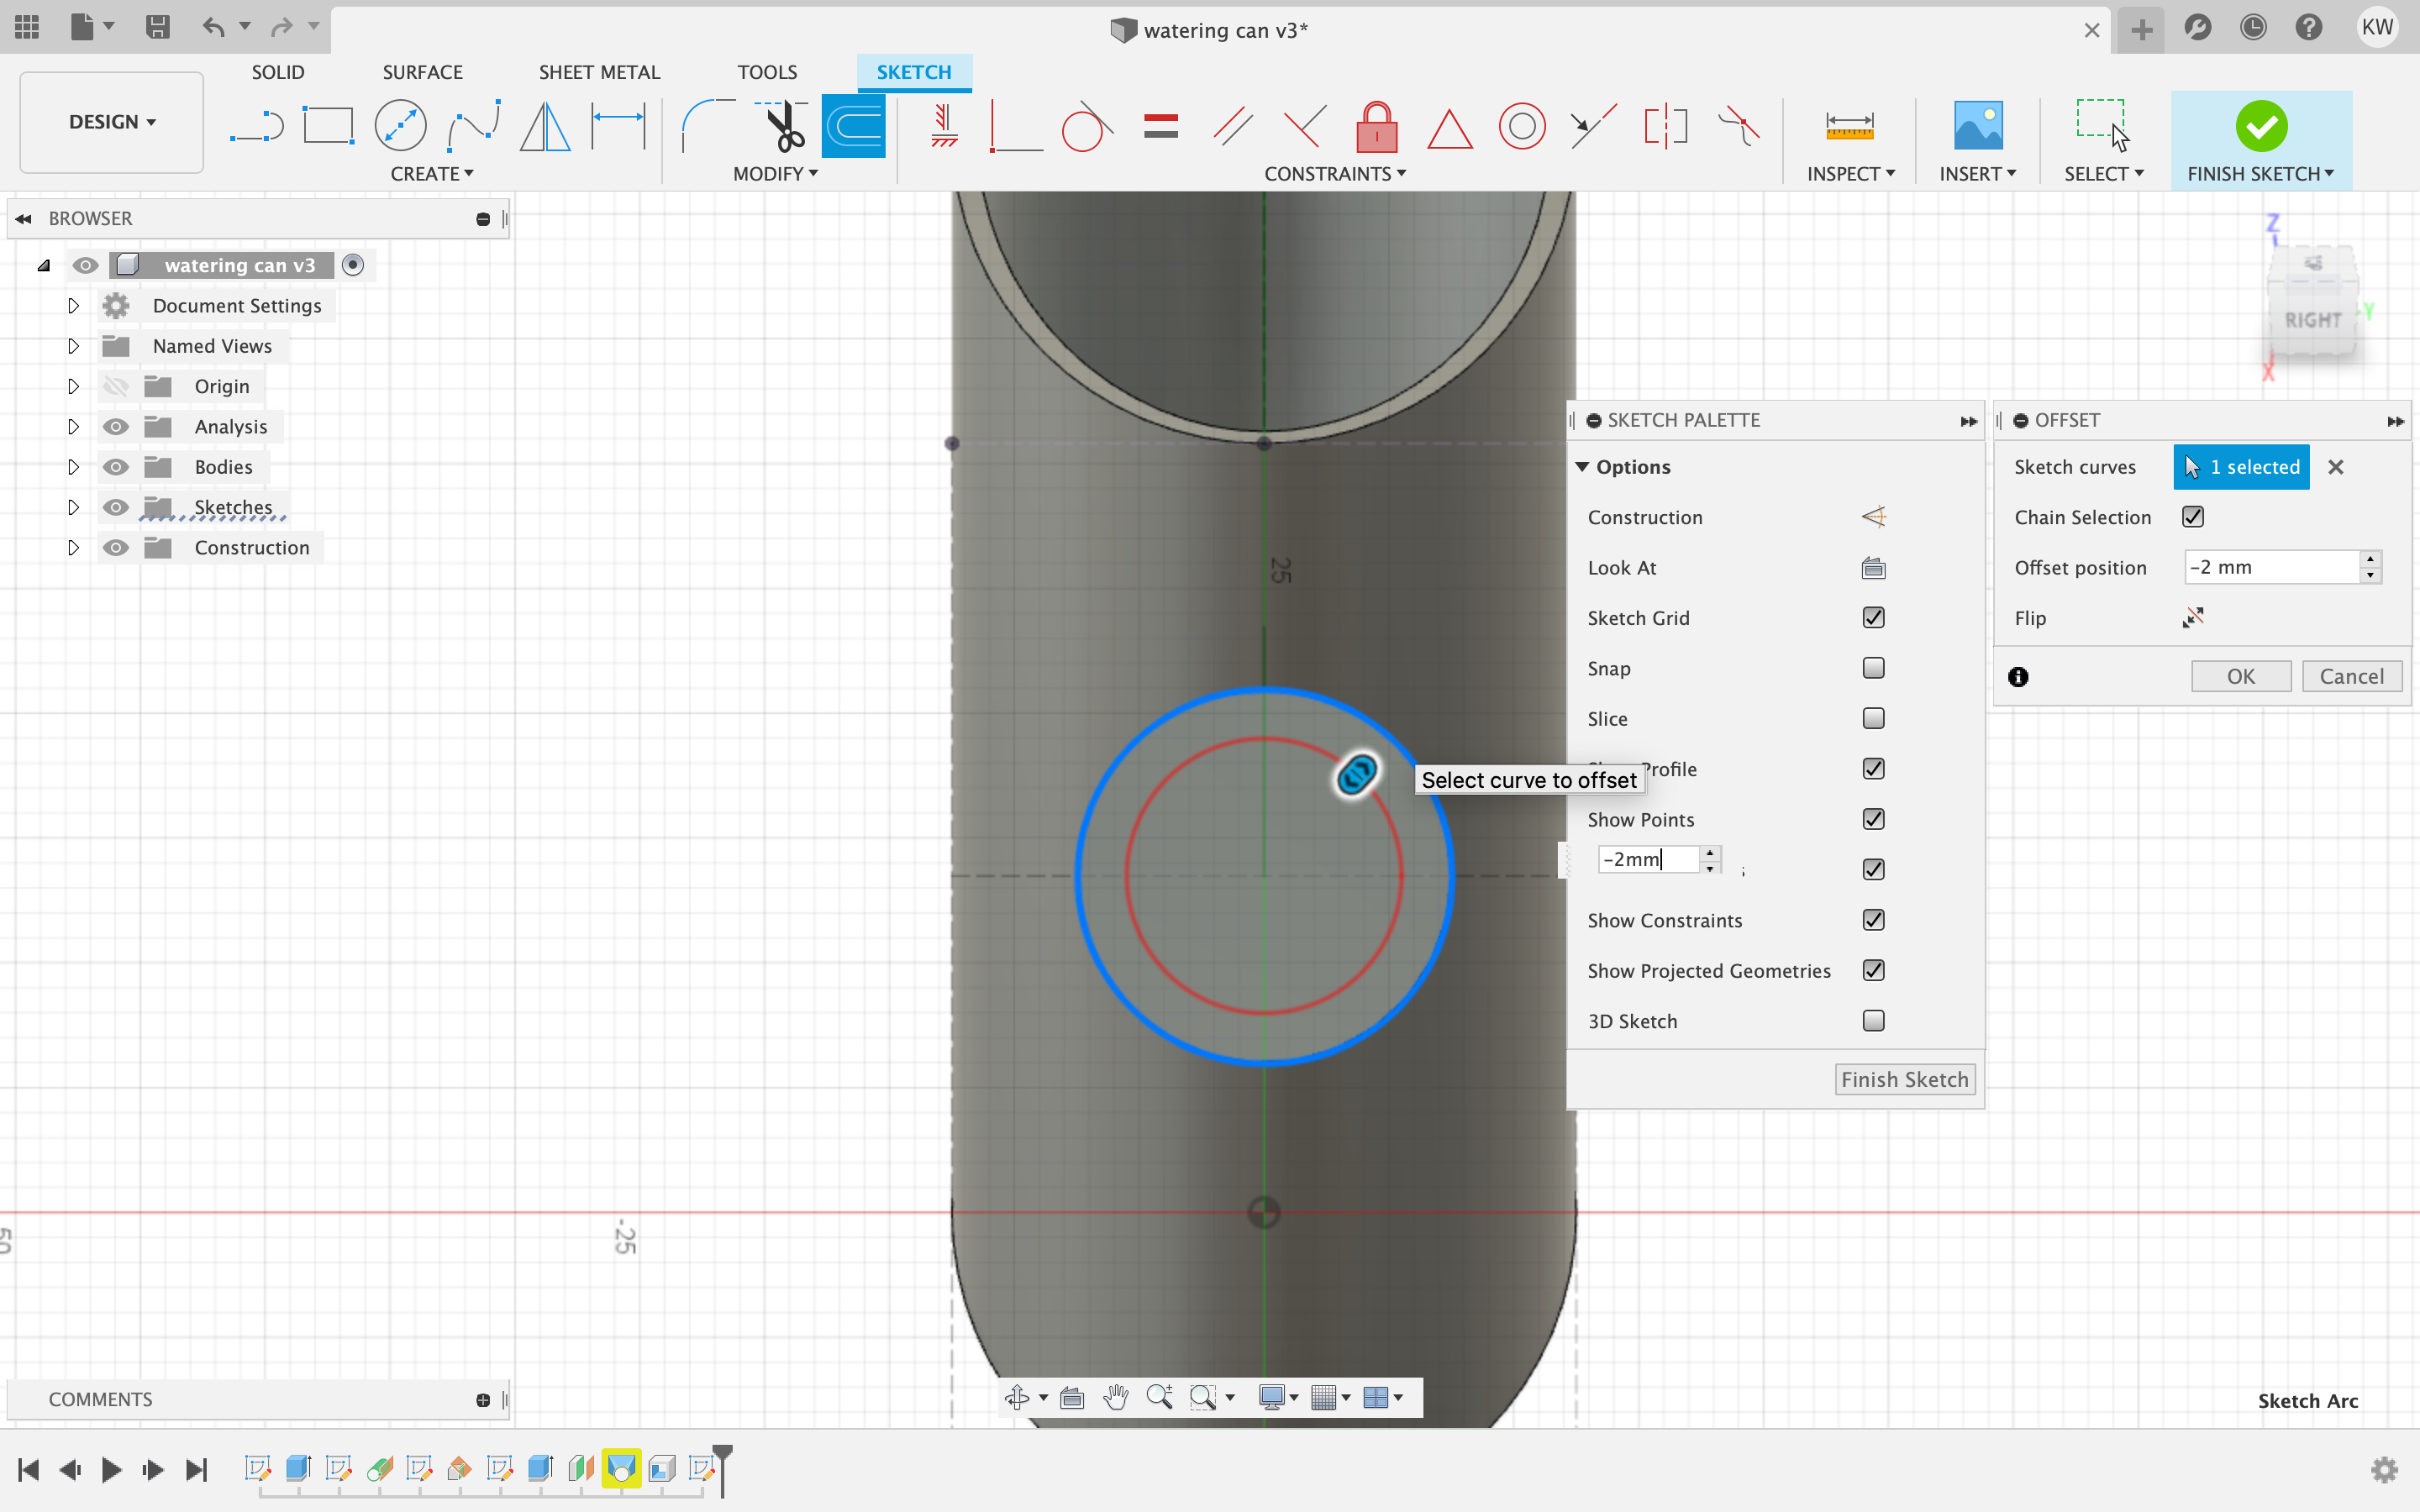 watering can v3*
KW
DESIGN
SOLID
SURFACE
SHEET METAL
TOOLS
SKETCH
CREATE
MODIFY
CONSTRAINTS
INSPECT
INSERT
SELECT
FINISH SKETCH
BROWSER
watering can v3
Document Settings
Named Views
Origin
Analysis
Bodies
Sketches
Construction
Z
RIGHT
Y
X
SKETCH PALETTE
Options
Construction
Look At
Sketch Grid
Snap
Slice
Profile
Show Points
Show Constraints
Show Projected Geometries
3D Sketch
Finish Sketch
OFFSET
Sketch curves
1 selected
Chain Selection
Offset position
-2 mm
Flip
OK
Cancel
25
Select curve to offset
-2mm
-25
50
COMMENTS
Sketch Arc